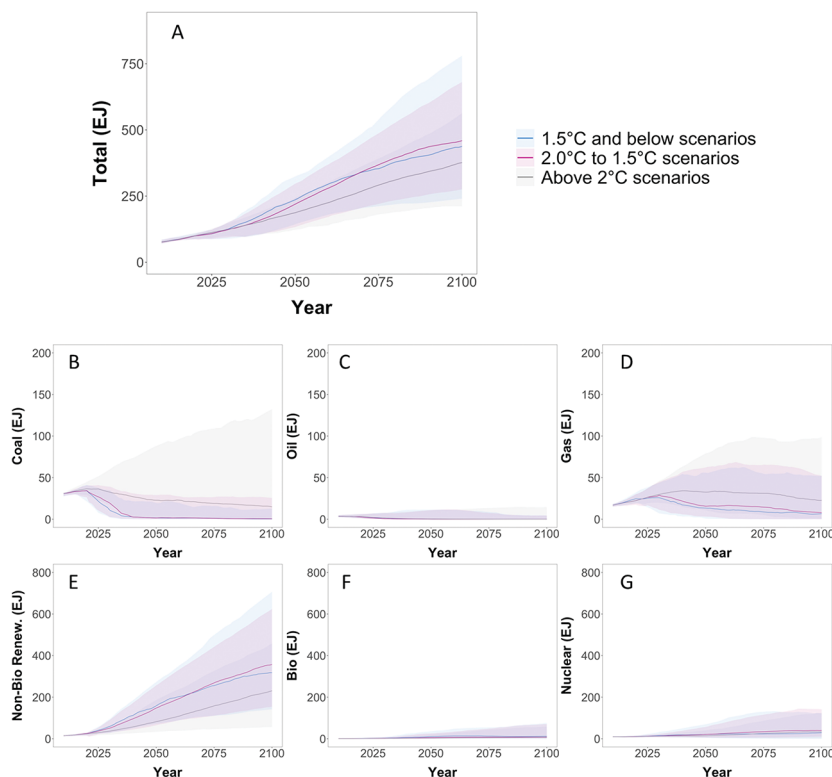 A
Total (EJ)
750
500
250
0
2025
2050
2075
2100
Year
1.5°C and below scenarios
2.0°C to 1.5°C scenarios
Above 2°C scenarios
B
Coal (EJ)
200
150
100
50
0
2025
2050
2075
2100
Year
C
Oil (EJ)
200
150
100
50
0
2025
2050
2075
2100
Year
D
Gas (EJ)
200
150
100
50
0
2025
2050
2075
2100
Year
E
Non-Bio Renew. (EJ)
800
600
400
200
0
2025
2050
2075
2100
Year
F
Bio (EJ)
800
600
400
200
0
2025
2050
2075
2100
Year
G
Nuclear (EJ)
800
600
400
200
0
2025
2050
2075
2100
Year